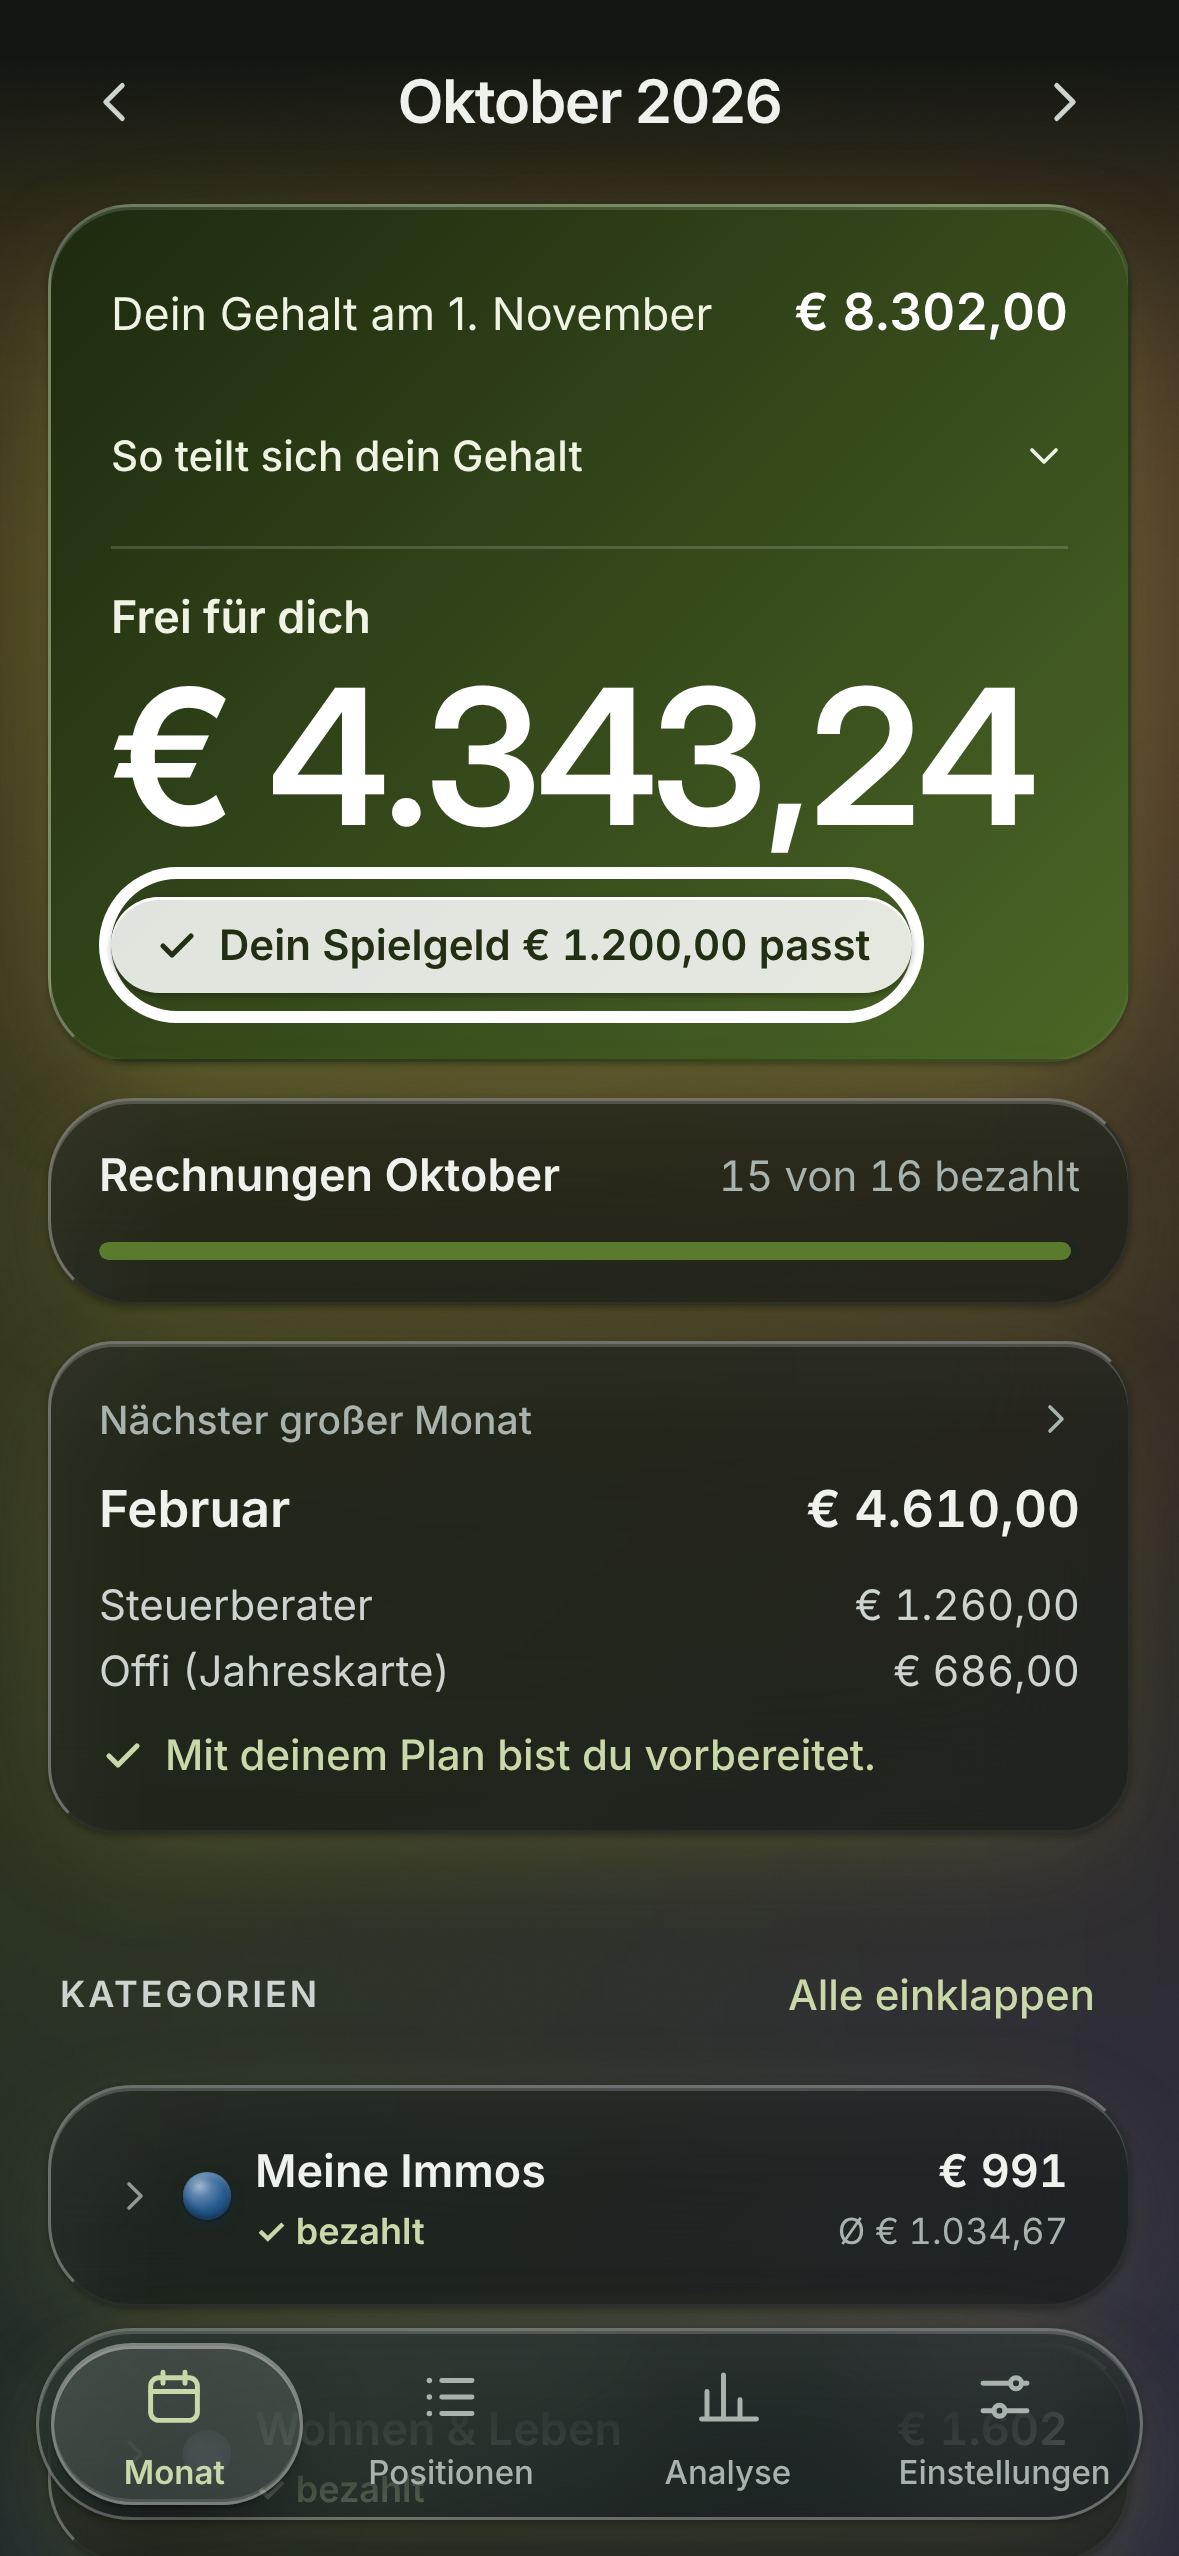 Oktober 2026
Dein Gehalt am 1. November € 8.302,00
So teilt sich dein Gehalt
Frei für dich
€ 4.343,24
Dein Spielgeld € 1.200,00 passt
Rechnungen Oktober 15 von 16 bezahlt
Nächster großer Monat
Februar € 4.610,00
Steuerberater € 1.260,00
Offi (Jahreskarte) € 686,00
Mit deinem Plan bist du vorbereitet.
KATEGORIEN Alle einklappen
Meine Immos € 991
bezahlt Ø € 1.034,67
Wohnen & Leben € 1.602
bezahlt
Monat Positionen Analyse Einstellungen